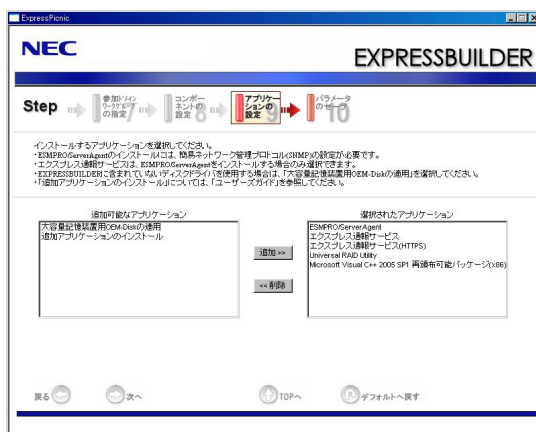 ExpressPicnic
NEC
EXPRESSBUILDER
Step
参加ドメイン
ワークグループ
の指定 7
コンポー
ネントの
設定 8
アプリケー
ションの
設定 9
パラメータ
のセーブ 10
インストールするアプリケーションを選択してください。
・ESMPRO/ServerAgentのインストールには、簡易ネットワーク管理プロトコル(SNMP)の設定が必要です。
・エクスプレス通報サービスは、ESMPRO/ServerAgentをインストールする場合のみ選択できます。
・EXPRESSBUILDERに含まれていないディスクドライバを使用する場合は、「大容量記憶装置用OEM-Diskの適用」を選択してください。
・「追加アプリケーションのインストール」については、「ユーザーズガイド」を参照してください。
追加可能なアプリケーション
大容量記憶装置用OEM-Diskの適用
追加アプリケーションのインストール
追加 >>
<< 削除
選択されたアプリケーション
ESMPRO/ServerAgent
エクスプレス通報サービス
エクスプレス通報サービス(HTTPS)
Universal RAID Utility
Microsoft Visual C++ 2005 SP1 再頒布可能パッケージ(x86)
戻る
次へ
TOPへ
デフォルトへ戻す